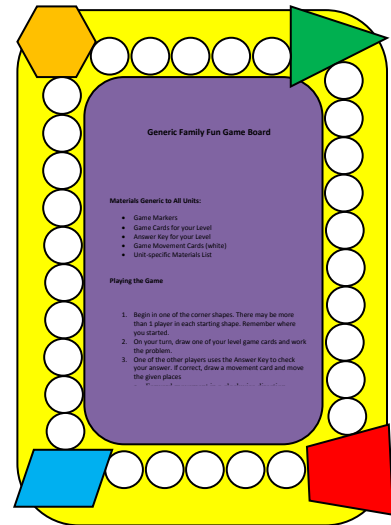 Generic Family Fun Game Board
Materials Generic to All Units:
• Game Markers
• Game Cards for your Level
• Answer Key for your Level
• Game Movement Cards (white)
• Unit-specific Materials List
Playing the Game
1. Begin in one of the corner shapes. There may be
more than 1 player in each starting shape. Remember where
you started.
2. On your turn, draw one of your level game cards and work
the problem.
3. One of the other players uses the Answer Key to check
your answer. If correct, draw a movement card and move
the given places